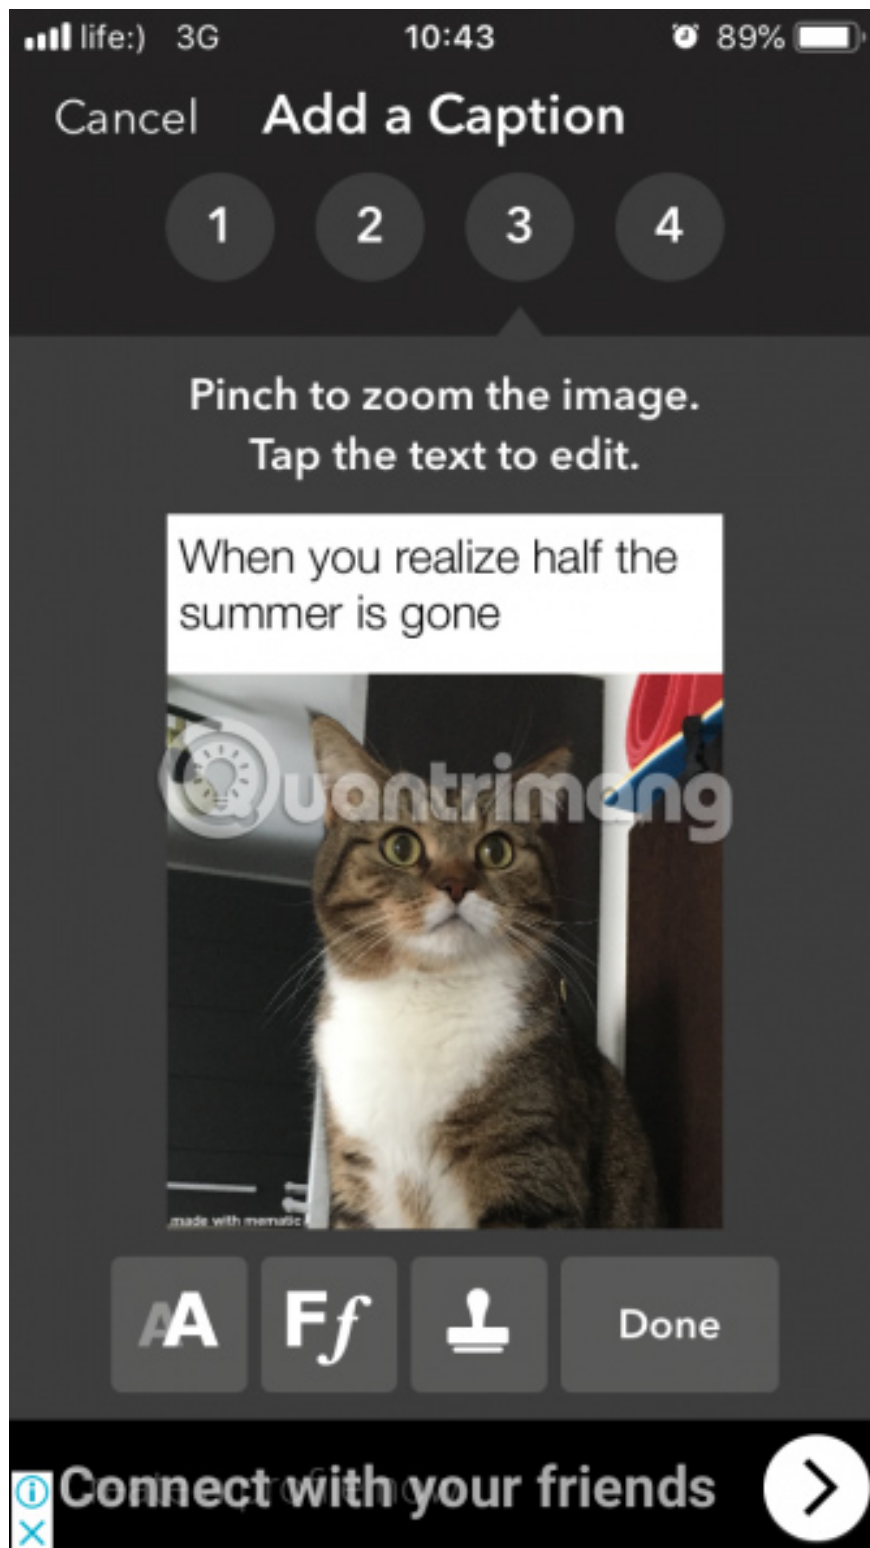 life:) 3G 10:43 89%
Cancel Add a Caption
1 2 3 4
Pinch to zoom the image.
Tap the text to edit.
When you realize half the
summer is gone
Quantrimang
made with mematic
AA Ff Done
Connect with your friends